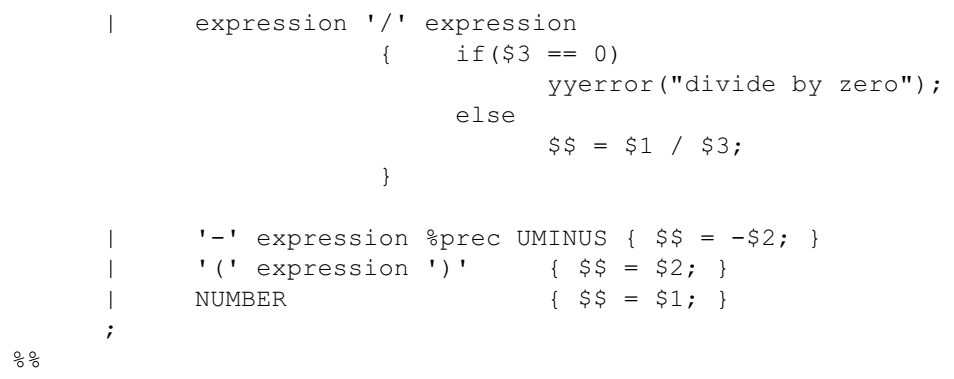 |     expression '/' expression
                  {     if($3 == 0)
                              yyerror("divide by zero");
                        else
                              $$ = $1 / $3;
                  }
|     '-' expression %prec UMINUS { $$ = -$2; }
|     '(' expression ')'     { $$ = $2; }
|     NUMBER                 { $$ = $1; }
;
%%